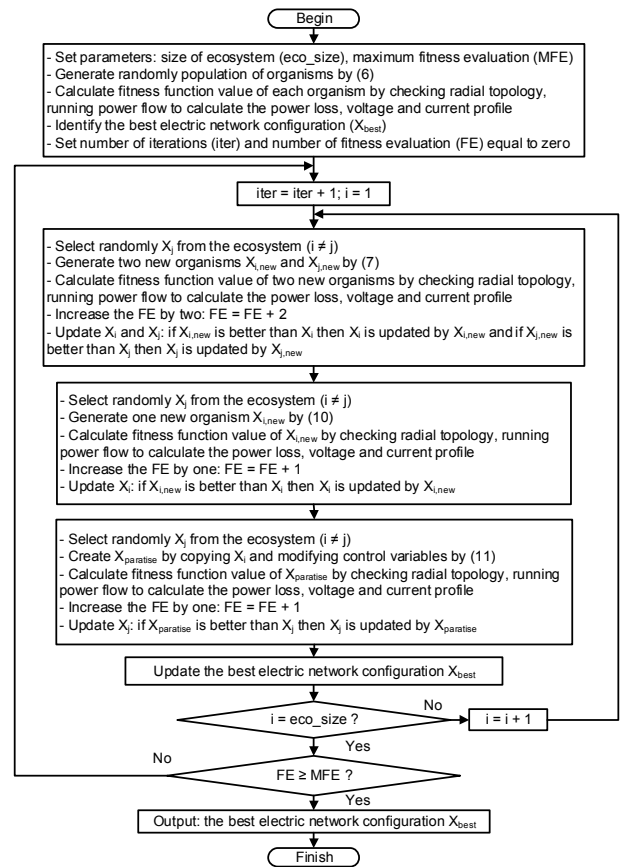 Begin
- Set parameters: size of ecosystem (eco_size), maximum fitness evaluation (MFE)
- Generate randomly population of organisms by (6)
- Calculate fitness function value of each organism by checking radial topology,
running power flow to calculate the power loss, voltage and current profile
- Identify the best electric network configuration (Xbest)
- Set number of iterations (iter) and number of fitness evaluation (FE) equal to zero
iter = iter + 1; i = 1
- Select randomly Xj from the ecosystem (i ≠ j)
- Generate two new organisms Xi,new and Xj,new by (7)
- Calculate fitness function value of two new organisms by checking radial topology,
running power flow to calculate the power loss, voltage and current profile
- Increase the FE by two: FE = FE + 2
- Update Xi and Xj: if Xi,new is better than Xi then Xi is updated by Xi,new and if Xj,new is
better than Xj then Xj is updated by Xj,new
- Select randomly Xj from the ecosystem (i ≠ j)
- Generate one new organism Xi,new by (10)
- Calculate fitness function value of Xi,new by checking radial topology, running
power flow to calculate the power loss, voltage and current profile
- Increase the FE by one: FE = FE + 1
- Update Xi: if Xi,new is better than Xi then Xi is updated by Xi,new
- Select randomly Xj from the ecosystem (i ≠ j)
- Create Xparatise by copying Xi and modifying control variables by (11)
- Calculate fitness function value of Xparatise by checking radial topology, running
power flow to calculate the power loss, voltage and current profile
- Increase the FE by one: FE = FE + 1
- Update Xj: if Xparatise is better than Xj then Xj is updated by Xparatise
Update the best electric network configuration Xbest
i = eco_size ?
No
i = i + 1
Yes
No
FE ≥ MFE ?
Yes
Output: the best electric network configuration Xbest
Finish